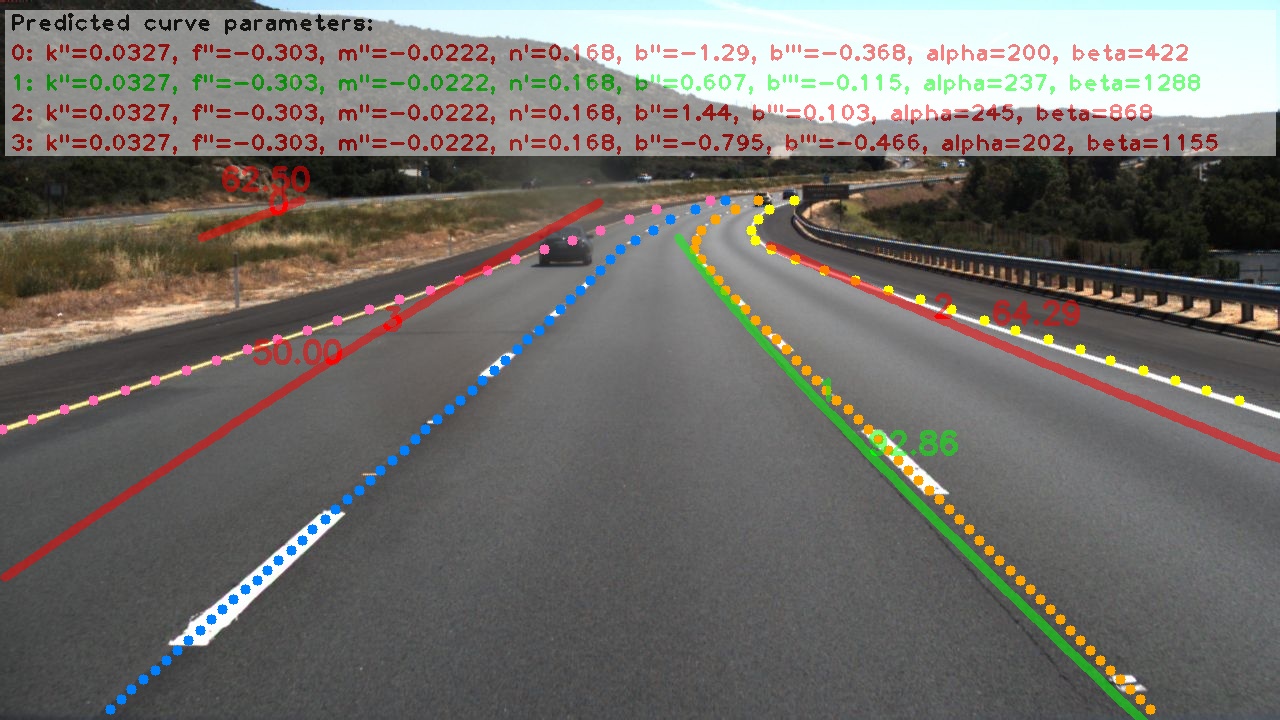 Predicted curve parameters:
0: k''=0.0327, f''=−0.303, m''=−0.0222, n'=0.168, b''=−1.29, b'''=−0.368, alpha=200, beta=422
1: k''=0.0327, f''=−0.303, m''=−0.0222, n'=0.168, b''=0.607, b'''=−0.115, alpha=237, beta=1288
2: k''=0.0327, f''=−0.303, m''=−0.0222, n'=0.168, b''=1.44, b'''=0.103, alpha=245, beta=868
3: k''=0.0327, f''=−0.303, m''=−0.0222, n'=0.168, b''=−0.795, b'''=−0.466, alpha=202, beta=1155
62.50
0
2 64.29
3
50.00
1
92.86